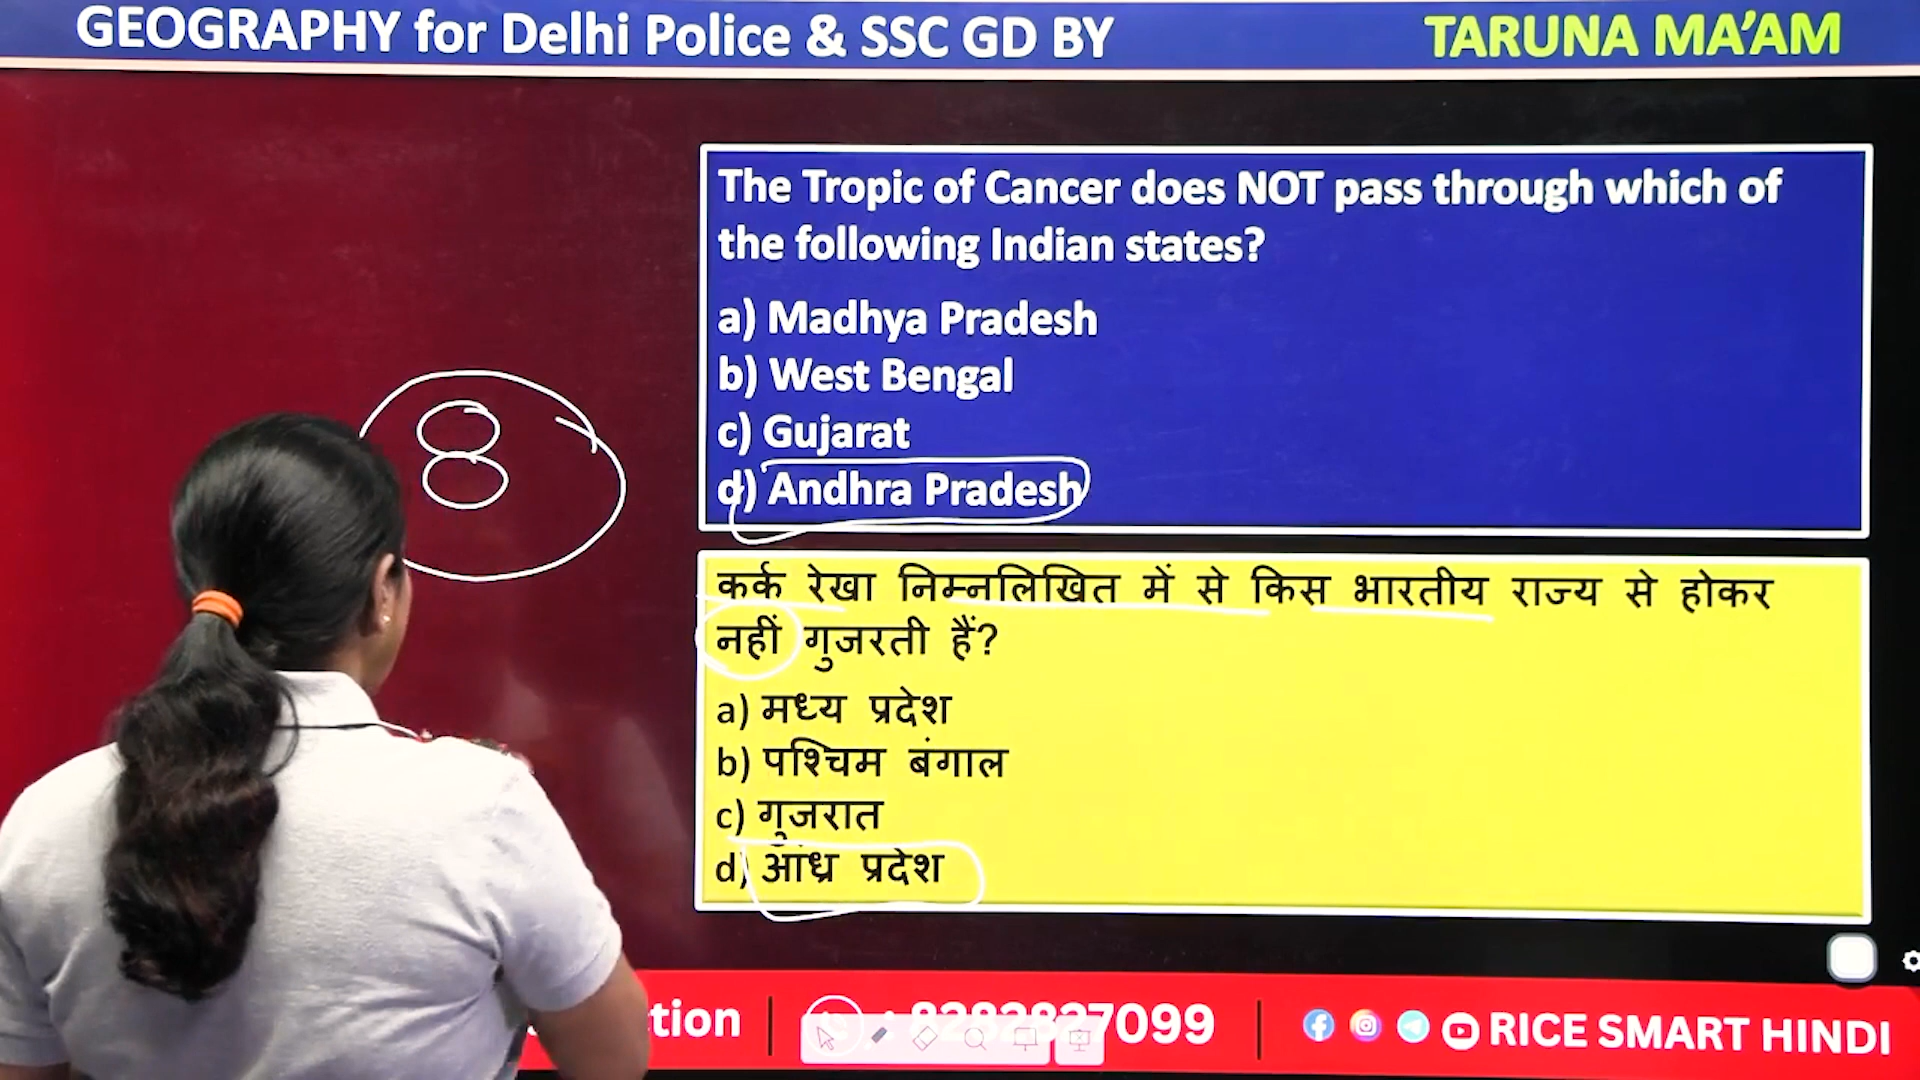 GEOGRAPHY for Delhi Police & SSC GD BY TARUNA MA'AM
The Tropic of Cancer does NOT pass through which of
the following Indian states?
a) Madhya Pradesh
b) West Bengal
c) Gujarat
d) Andhra Pradesh
8
कर्क रेखा निम्नलिखित में से किस भारतीय राज्य से होकर
नहीं गुजरती हैं?
a) मध्य प्रदेश
b) पश्चिम बंगाल
c) गुजरात
d) आंध्र प्रदेश
8282827099 RICE SMART HINDI